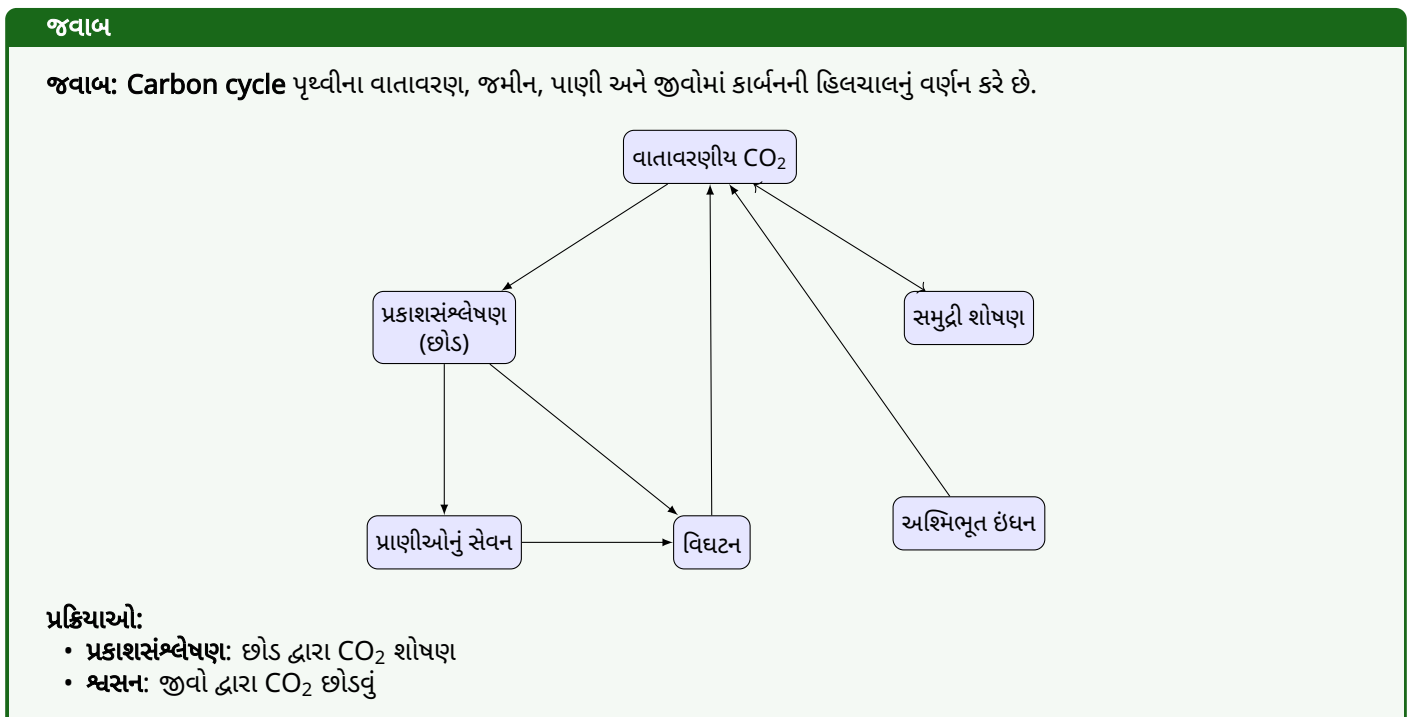 જવાબ
જવાબ: Carbon cycle પૃથ્વીના વાતાવરણ, જમીન, પાણી અને જીવોમાં કાર્બનની હિલચાલનું વર્ણન કરે છે.
વાતાવરણીય CO₂
પ્રકાશસંશ્લેષણ
(છોડ)
સમુદ્રી શોષણ
પ્રાણીઓનું સેવન
વિઘટન
અશ્મિભૂત ઇંધન
પ્રક્રિયાઓ:
• પ્રકાશસંશ્લેષણ: છોડ દ્વારા CO₂ શોષણ
• શ્વસન: જીવો દ્વારા CO₂ છોડવું